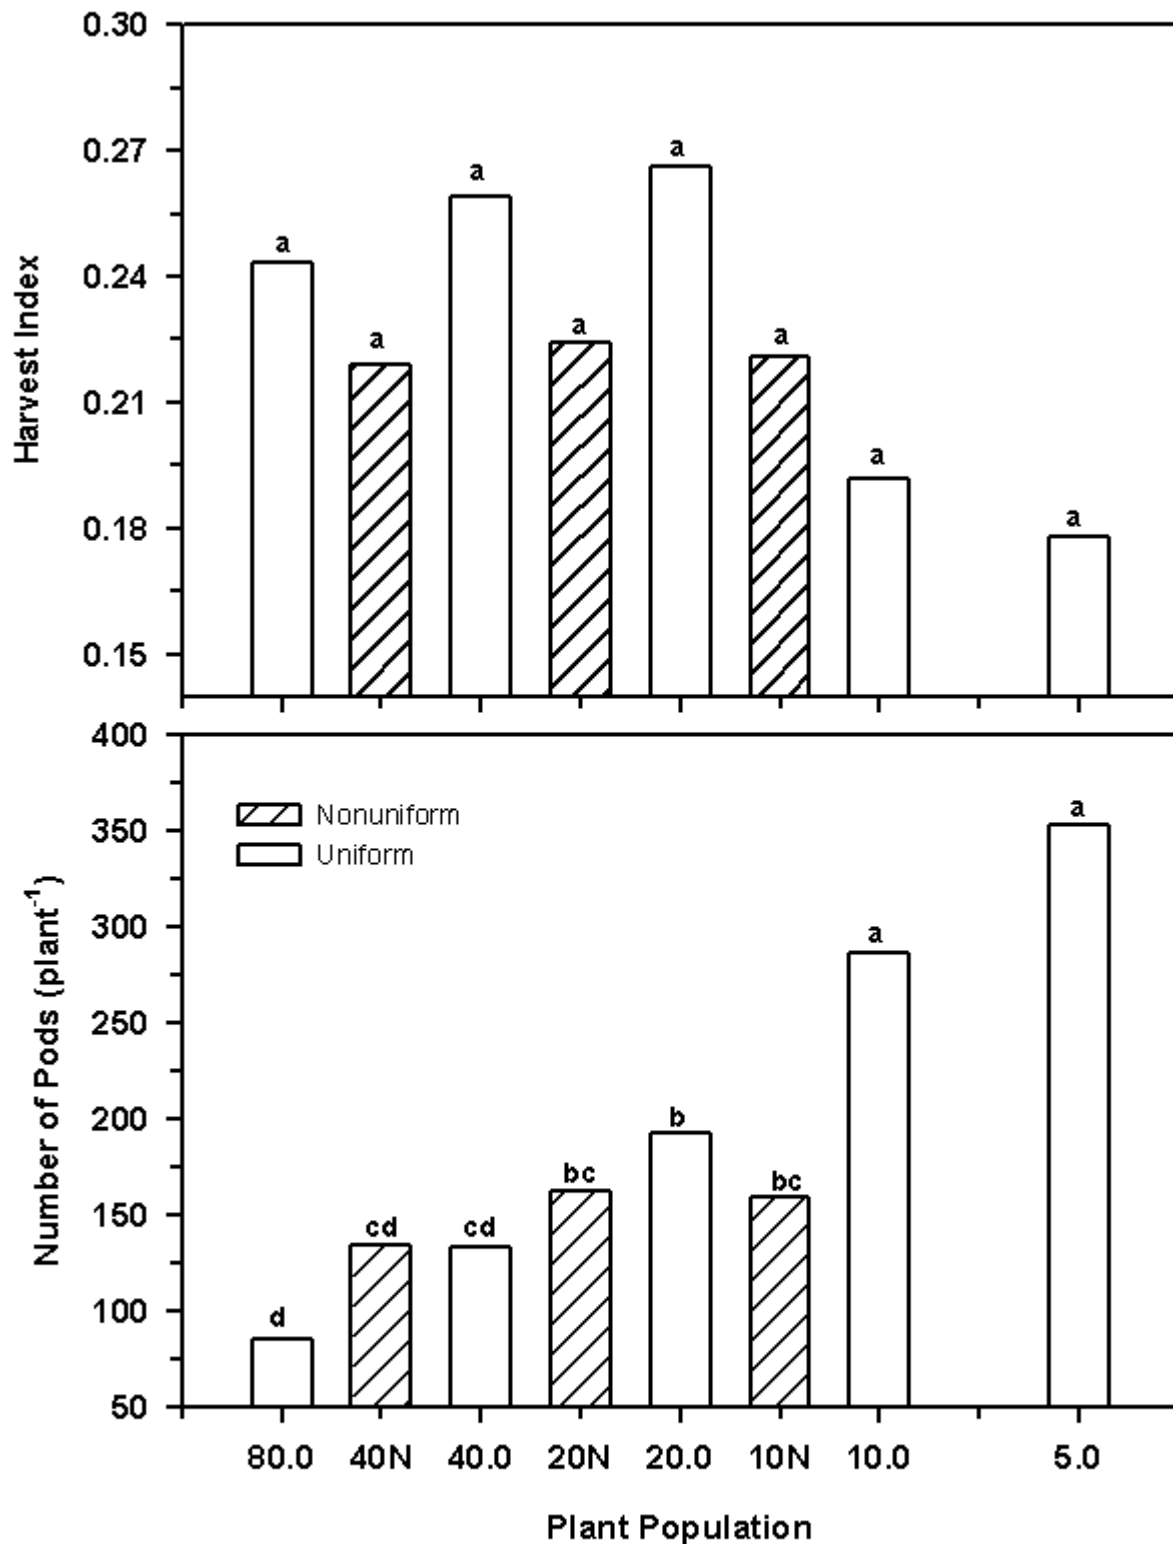 0.30
0.27
0.24
0.21
0.18
0.15
Harvest Index
a
a
a
a
a
a
a
a
400
350
300
250
200
150
100
50
Number of Pods (plant⁻¹)
Nonuniform
Uniform
d
cd
cd
bc
b
bc
a
a
80.0 40N 40.0 20N 20.0 10N 10.0 5.0
Plant Population